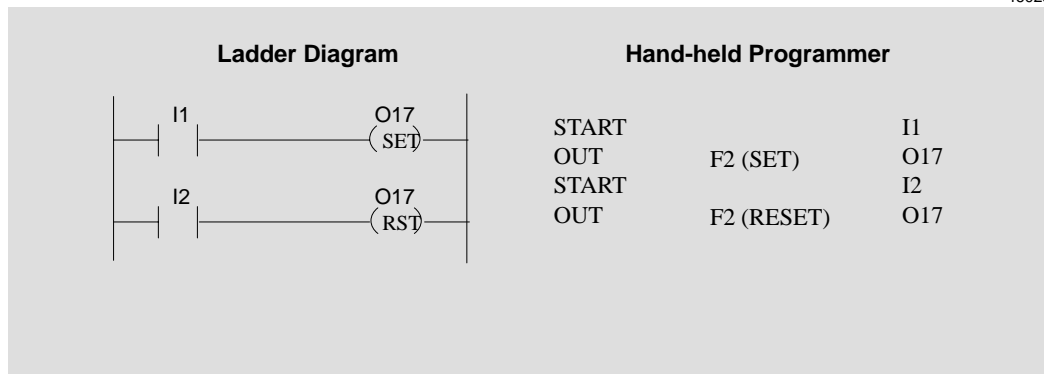 Ladder Diagram
I1 O17
SET
I2 O17
RST
Hand-held Programmer
START I1
OUT F2 (SET) O17
START I2
OUT F2 (RESET) O17